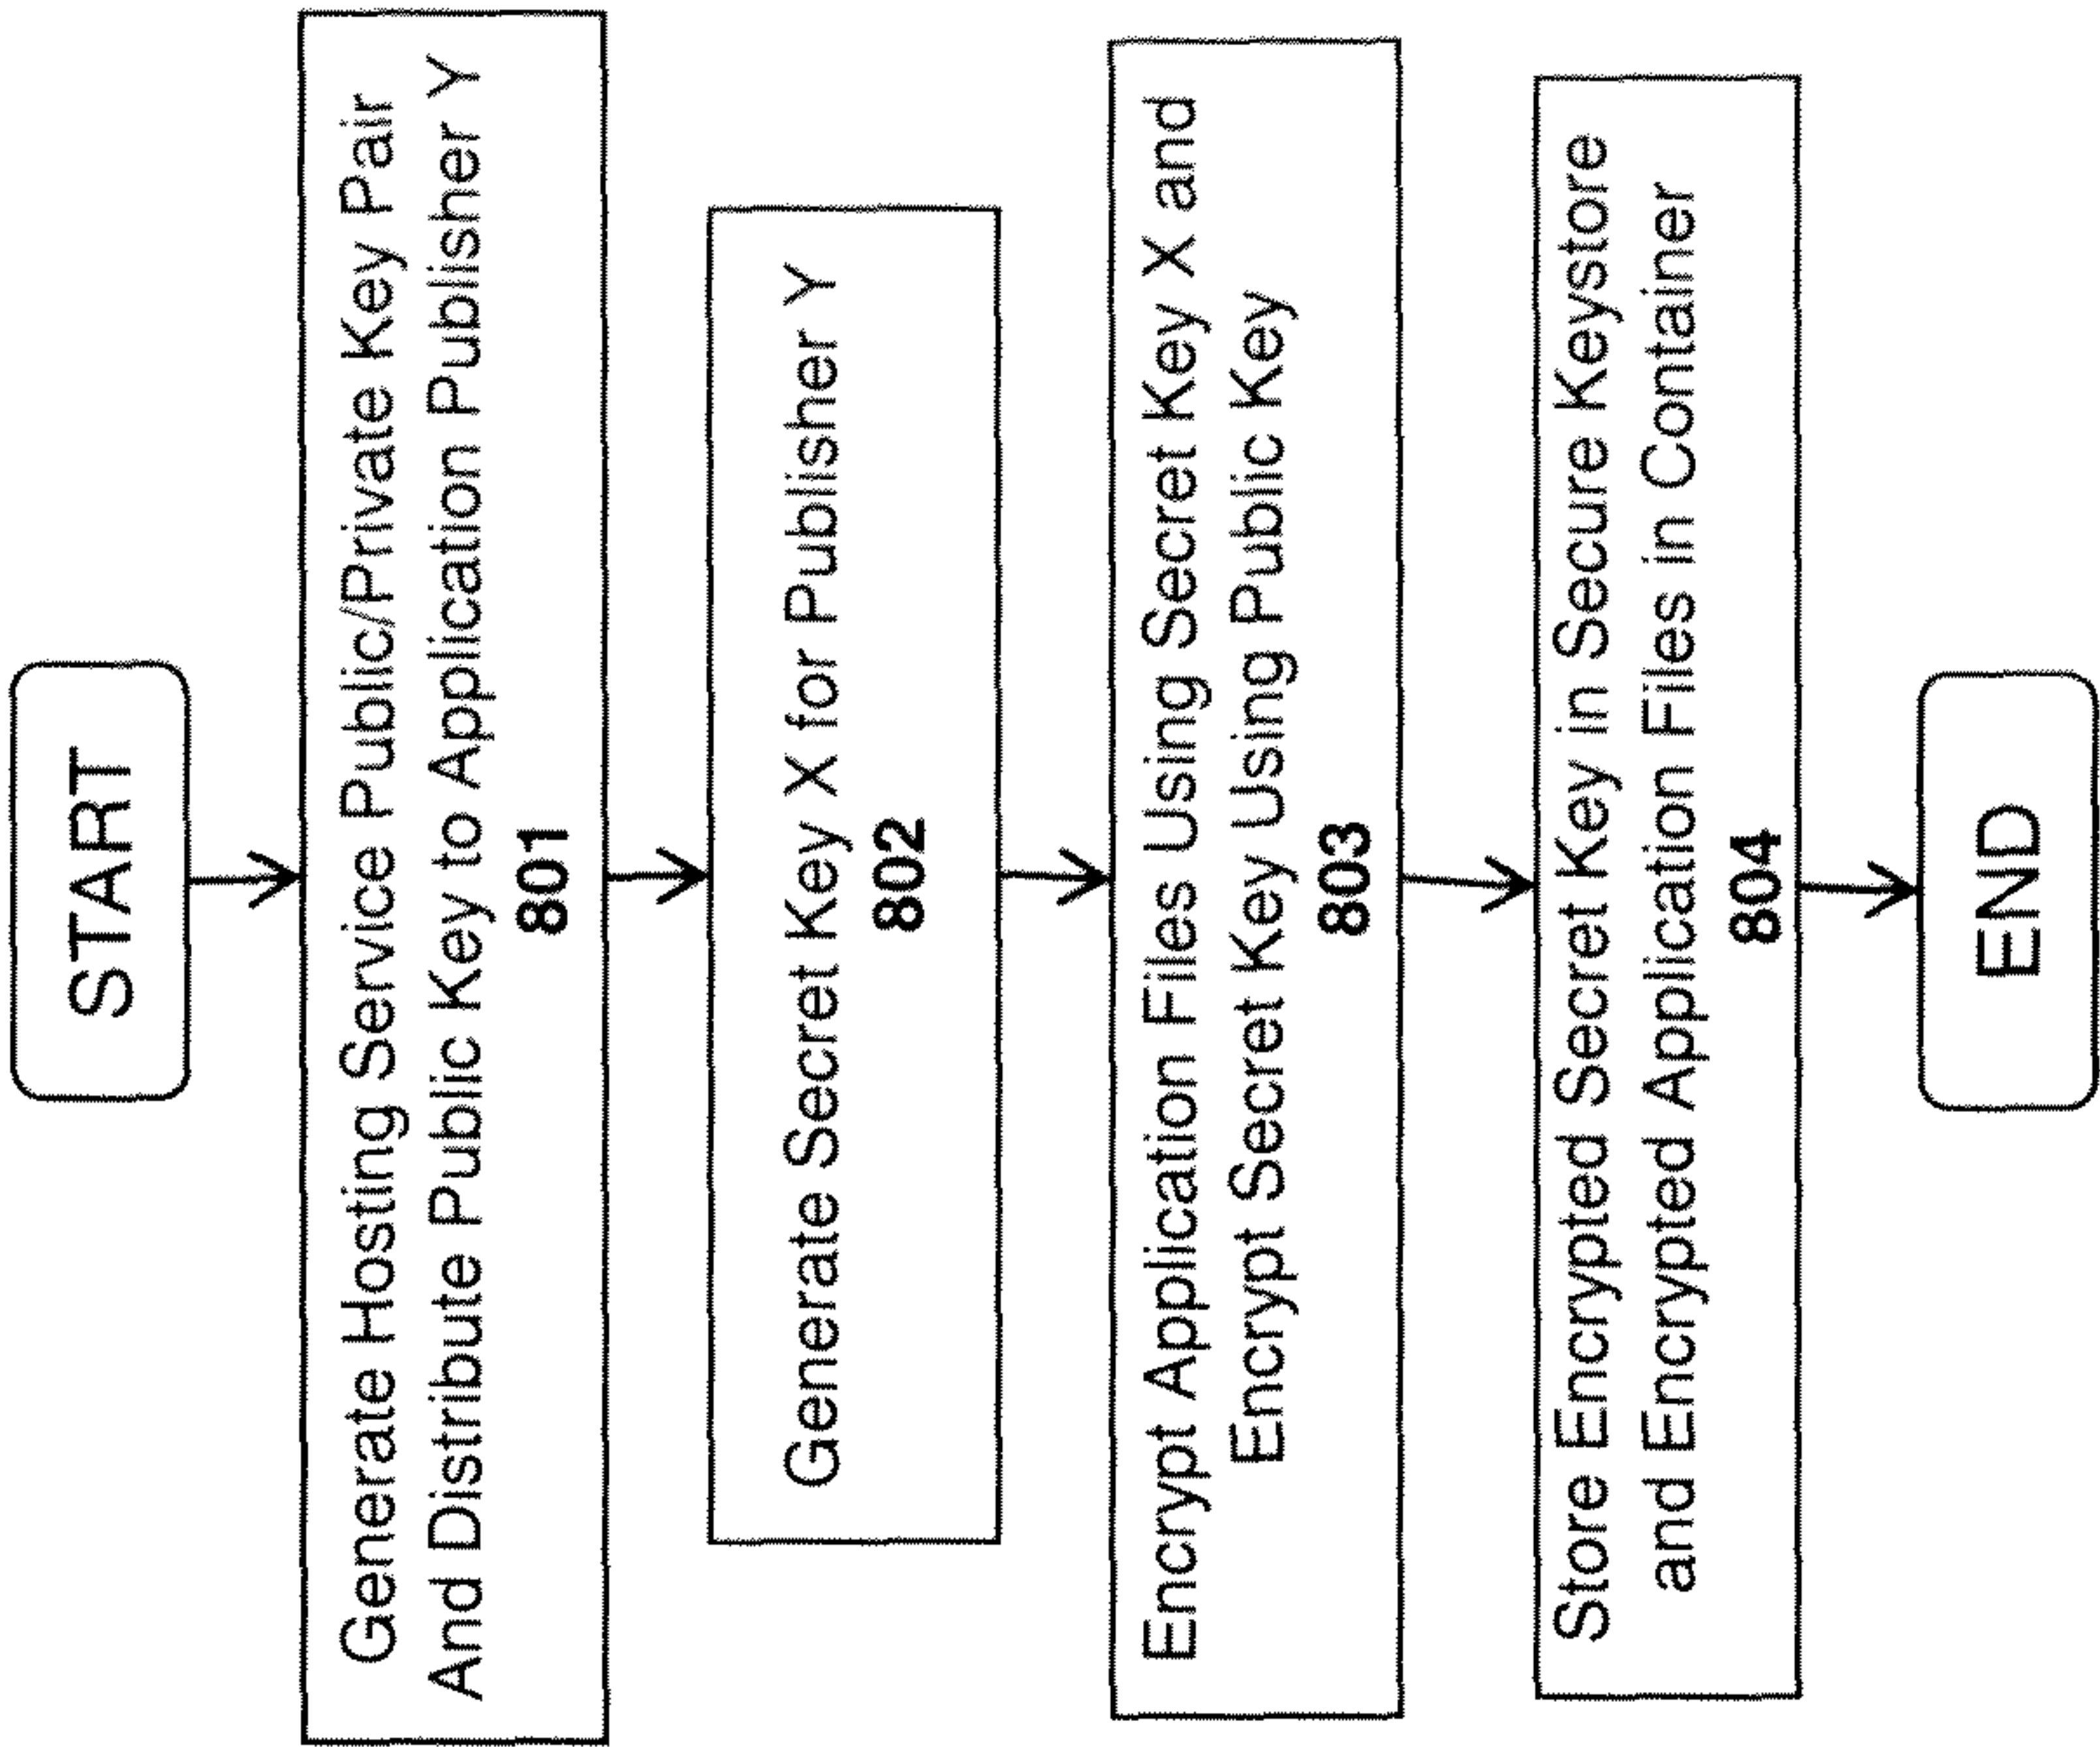 START
Generate Hosting Service Public/Private Key Pair
And Distribute Public Key to Application Publisher Y
801
Generate Secret Key X for Publisher Y
802
Encrypt Application Files Using Secret Key X and
Encrypt Secret Key Using Public Key
803
Store Encrypted Secret Key in Secure Keystore
and Encrypted Application Files in Container
804
END